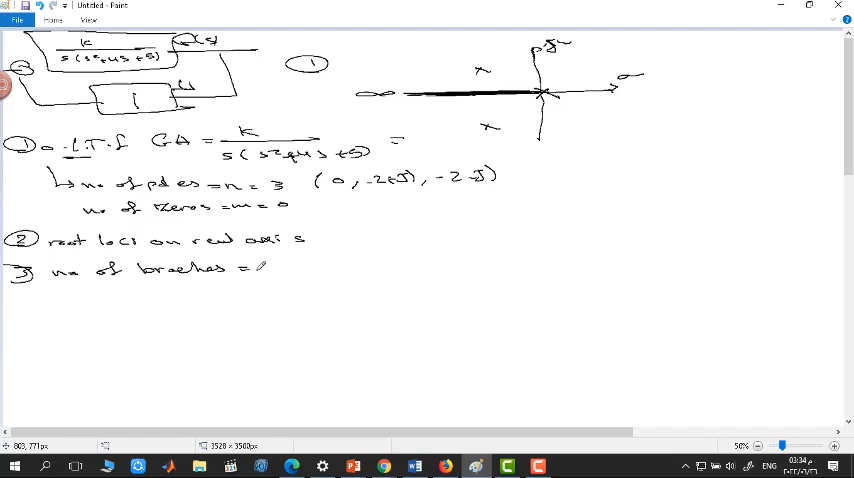 Untitled - Paint
File Home View
K
s(s²+4s+5)
1
1
jω
σ
① O.L.T.F GH = K =
s(s²+4s+5)
↳ no of poles = n = 3 (0, -2+J, -2-J)
no of zeros = m = 0
② root loci on real axis
3 no of braches =
803, 771px 3528 × 3500px 50%
ENG 03:34 م